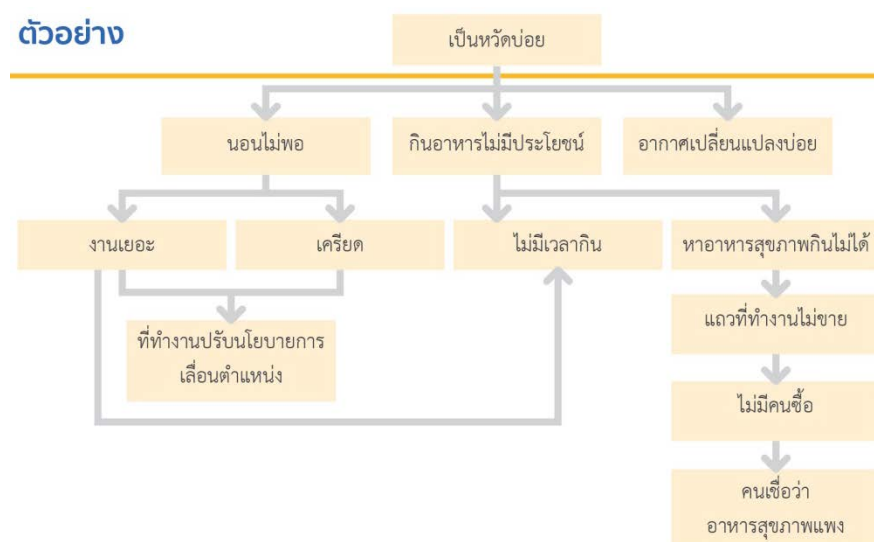 ตัวอย่าง
เป็นหวัดบ่อย
นอนไม่พอ
กินอาหารไม่มีประโยชน์
อากาศเปลี่ยนแปลงบ่อย
งานเยอะ
เครียด
ไม่มีเวลากิน
หาอาหารสุขภาพกินไม่ได้
ที่ทำงานปรับนโยบายการ
เลื่อนตำแหน่ง
แถวที่ทำงานไม่ขาย
ไม่มีคนซื้อ
คนเชื่อว่า
อาหารสุขภาพแพง